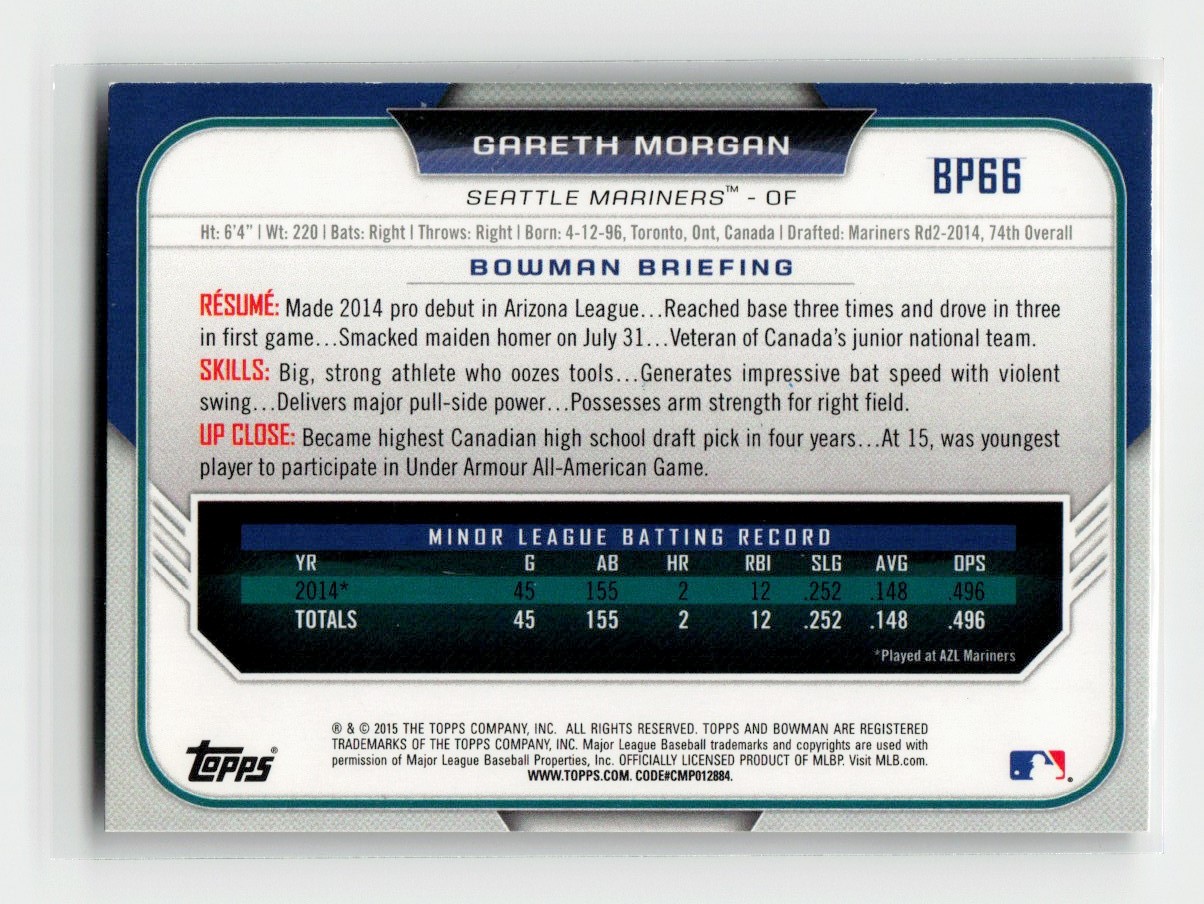 GARETH MORGAN
BP66
SEATTLE MARINERS™ - OF
Ht: 6'4" | Wt: 220 | Bats: Right | Throws: Right | Born: 4-12-96, Toronto, Ont, Canada | Drafted: Mariners Rd2-2014, 74th Overall
BOWMAN BRIEFING
RÉSUMÉ: Made 2014 pro debut in Arizona League...Reached base three times and drove in three
in first game...Smacked maiden homer on July 31...Veteran of Canada's junior national team.
SKILLS: Big, strong athlete who oozes tools...Generates impressive bat speed with violent
swing...Delivers major pull-side power...Possesses arm strength for right field.
UP CLOSE: Became highest Canadian high school draft pick in four years...At 15, was youngest
player to participate in Under Armour All-American Game.
MINOR LEAGUE BATTING RECORD
YR G AB HR RBI SLG AVG OPS
2014* 45 155 2 12 .252 .148 .496
TOTALS 45 155 2 12 .252 .148 .496
*Played at AZL Mariners
® & © 2015 THE TOPPS COMPANY, INC. ALL RIGHTS RESERVED. TOPPS AND BOWMAN ARE REGISTERED
TRADEMARKS OF THE TOPPS COMPANY, INC. Major League Baseball trademarks and copyrights are used with
permission of Major League Baseball Properties, Inc. OFFICIALLY LICENSED PRODUCT OF MLBP. Visit MLB.com.
WWW.TOPPS.COM. CODE#CMP012884.
Topps®
®